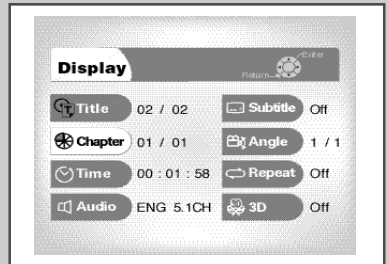 Enter
Display
Return
Title 02 / 02
Subtitle Off
Chapter 01 / 01
Angle 1 / 1
Time 00 : 01 : 58
Repeat Off
Audio ENG 5.1CH
3D Off